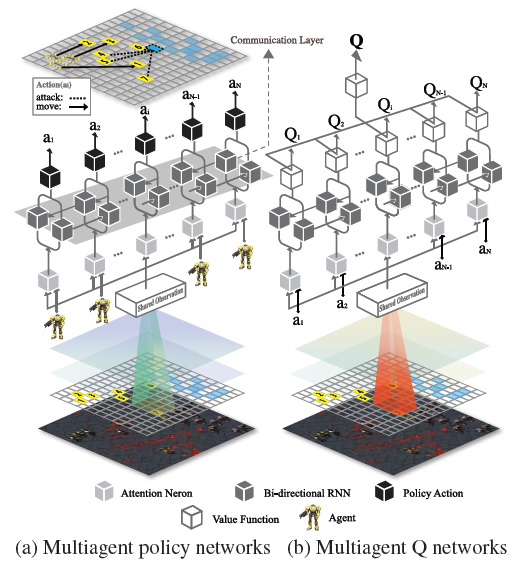 Communication Layer
Action(ai)
attack:
move:
a1
a2
ai
aN-1
aN
Shared Observation
Q
Q1
Q2
Qi
QN-1
QN
a1
a2
aN-1
aN
Shared Observation
Attention Neron
Bi-directional RNN
Policy Action
Value Function
Agent
(a) Multiagent policy networks
(b) Multiagent Q networks